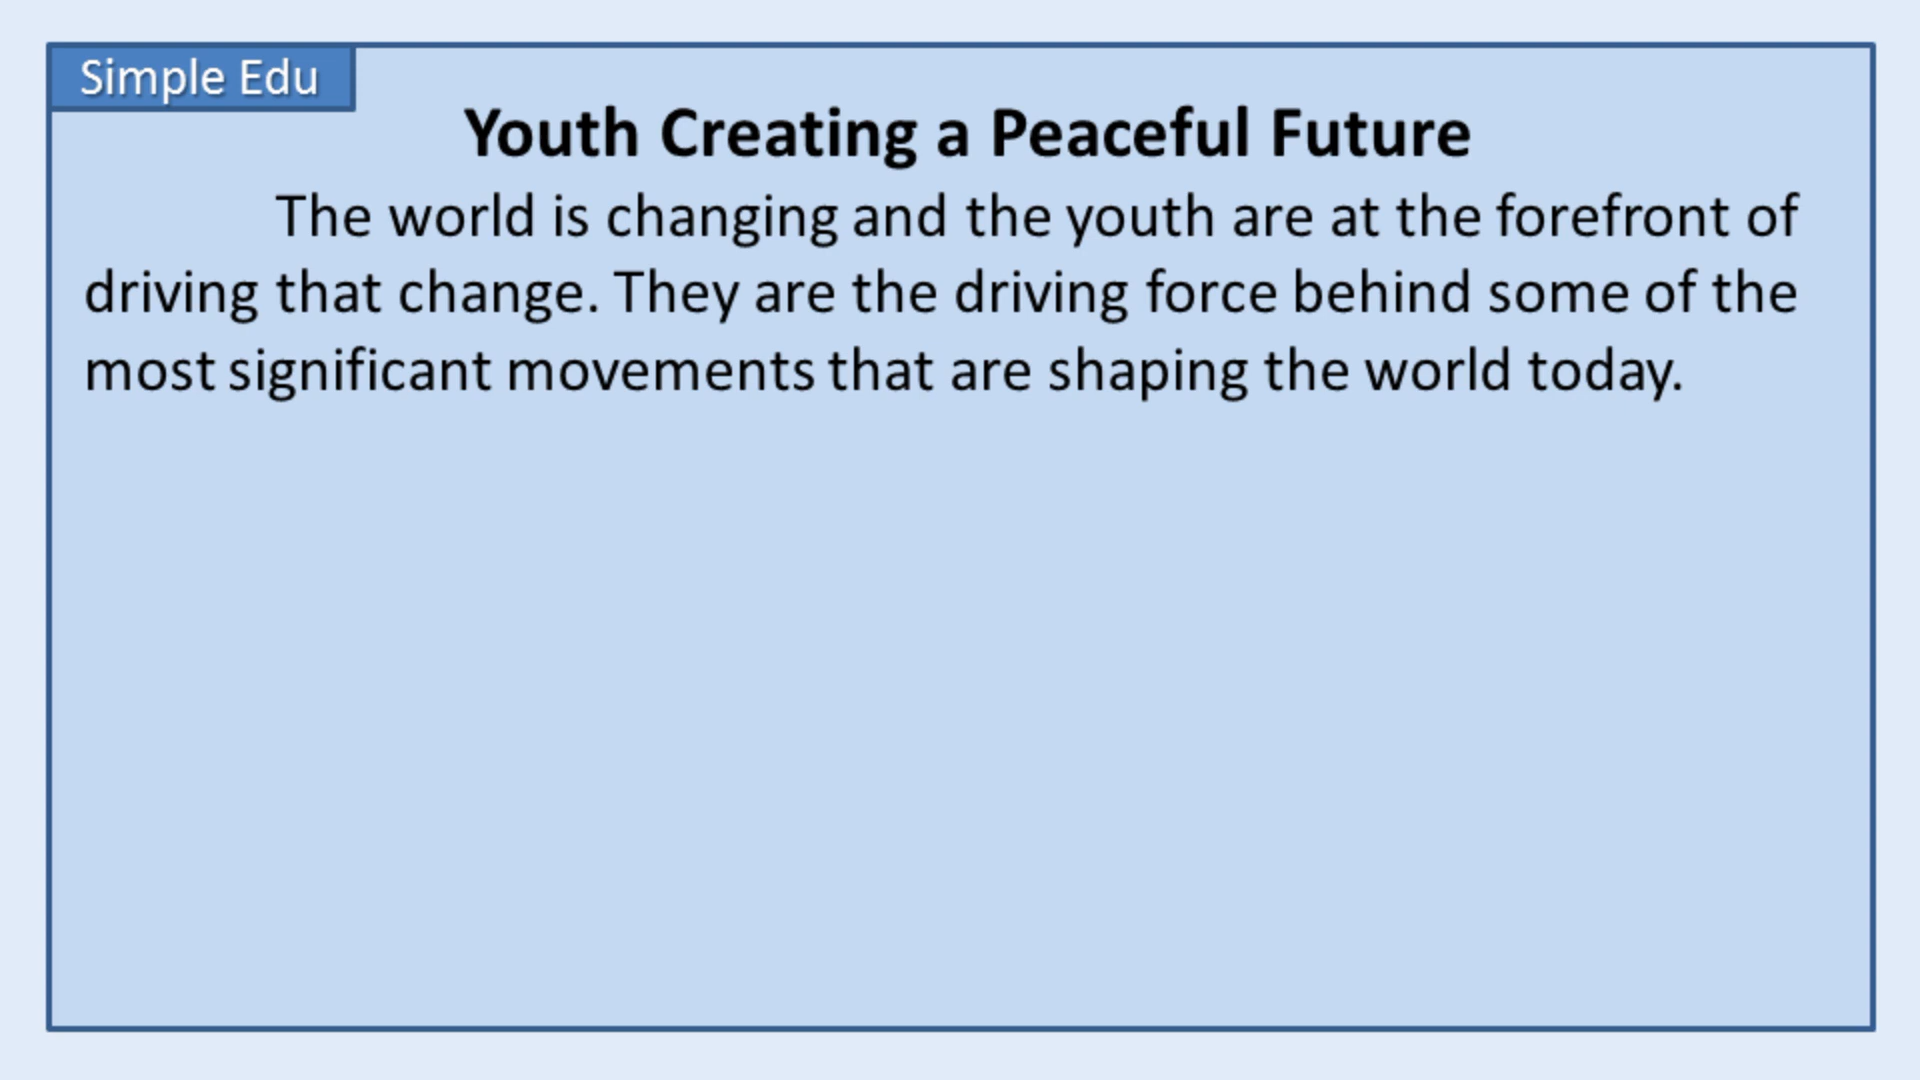 Simple Edu
Youth Creating a Peaceful Future
The world is changing and the youth are at the forefront of
driving that change. They are the driving force behind some of the
most significant movements that are shaping the world today.